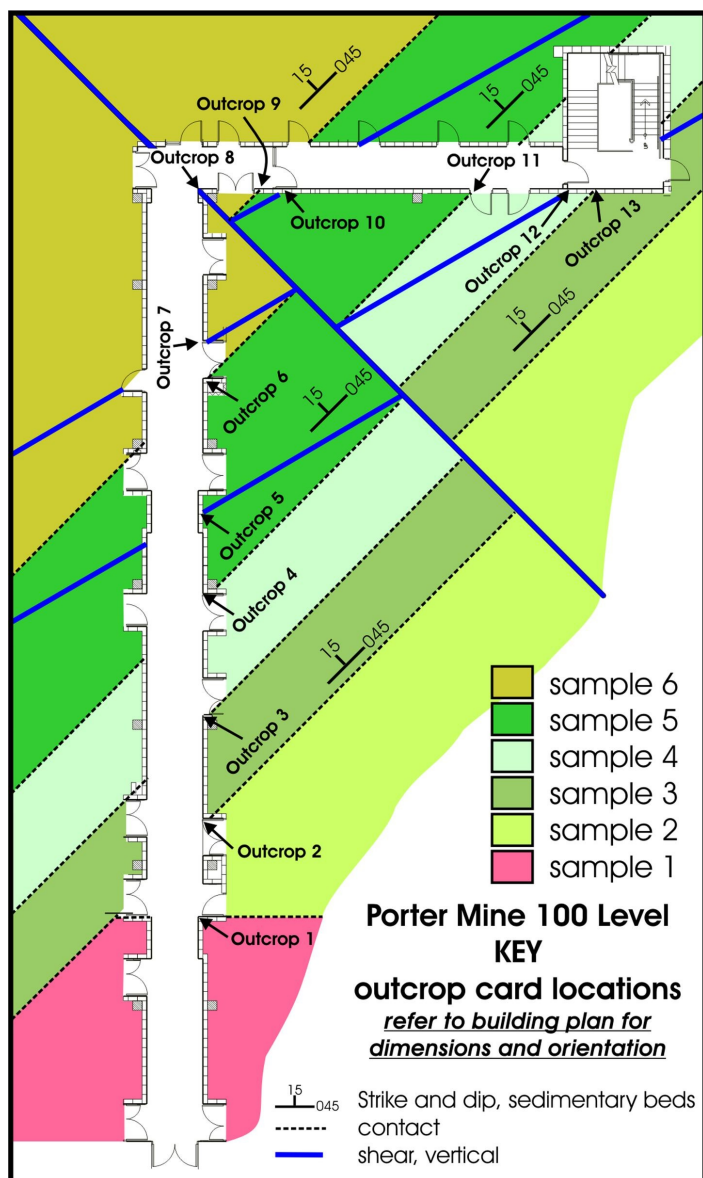 15
045
15
045
Outcrop 9
Outcrop 8
Outcrop 11
Outcrop 10
Outcrop 12
Outcrop 13
15
045
Outcrop 7
Outcrop 6
15
045
Outcrop 5
Outcrop 4
15
045
Outcrop 3
Outcrop 2
Outcrop 1
sample 6
sample 5
sample 4
sample 3
sample 2
sample 1
Porter Mine 100 Level
KEY
outcrop card locations
refer to building plan for
dimensions and orientation
15
045 Strike and dip, sedimentary beds
contact
shear, vertical